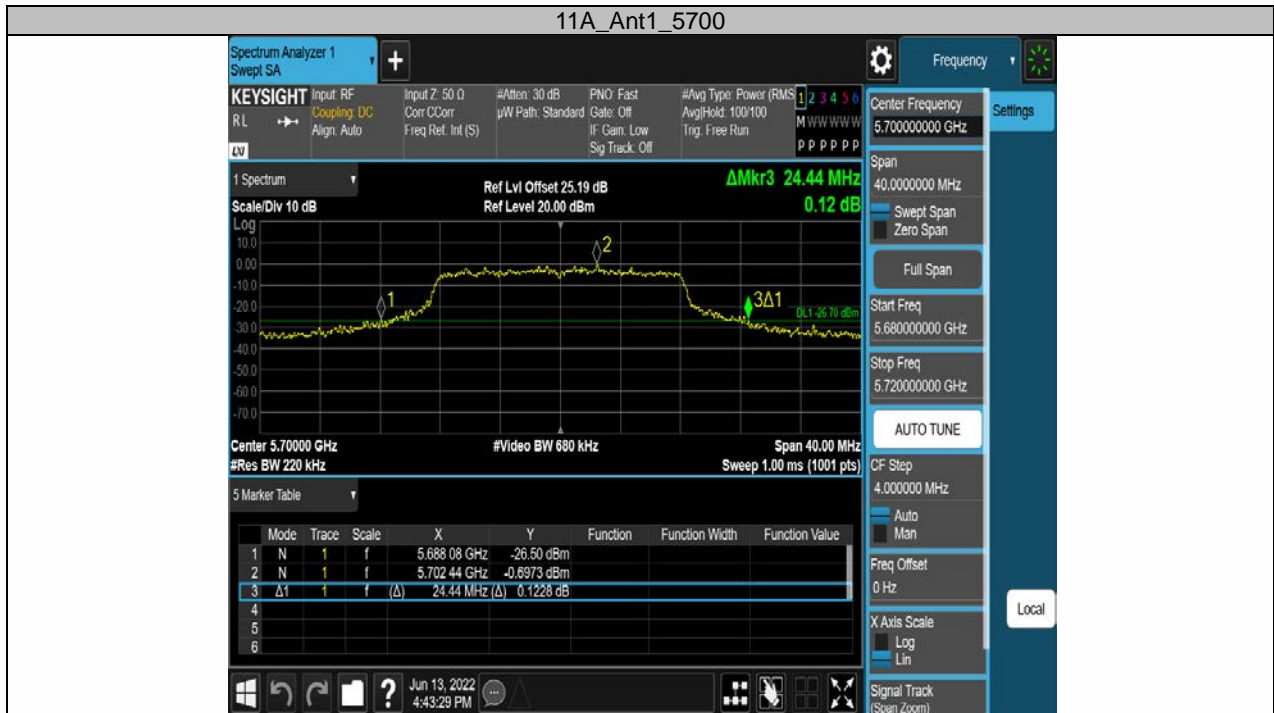 11A_Ant1_5700
Spectrum Analyzer 1
Swept SA
+
Frequency
KEYSIGHT
RL
LXI
Input: RF
Coupling: DC
Align: Auto
Input Z: 50 Ω
Corr CCorr
Freq Ref: Int (S)
#Atten: 30 dB
µW Path: Standard
PNO: Fast
Gate: Off
IF Gain: Low
Sig Track: Off
#Avg Type: Power (RMS
Avg|Hold: 100/100
Trig: Free Run
1 2 3 4 5 6
M W W W W W
P P P P P P
1 Spectrum
Scale/Div 10 dB
Ref Lvl Offset 25.19 dB
Ref Level 20.00 dBm
ΔMkr3 24.44 MHz
0.12 dB
Log
10.0
0.00
-10.0
-20.0
-30.0
-40.0
-50.0
-60.0
-70.0
1
2
3Δ1
DL1 -26.70 dBm
Center 5.70000 GHz
#Res BW 220 kHz
#Video BW 680 kHz
Span 40.00 MHz
Sweep 1.00 ms (1001 pts)
5 Marker Table
Mode Trace Scale X Y Function Function Width Function Value
1 N 1 f 5.688 08 GHz -26.50 dBm
2 N 1 f 5.702 44 GHz -0.6973 dBm
3 Δ1 1 f (Δ) 24.44 MHz (Δ) 0.1228 dB
4
5
6
?
Jun 13, 2022
4:43:29 PM
Center Frequency
5.700000000 GHz
Span
40.0000000 MHz
Swept Span
Zero Span
Full Span
Start Freq
5.680000000 GHz
Stop Freq
5.720000000 GHz
AUTO TUNE
CF Step
4.000000 MHz
Auto
Man
Freq Offset
0 Hz
X Axis Scale
Log
Lin
Signal Track
(Span Zoom)
Settings
Local